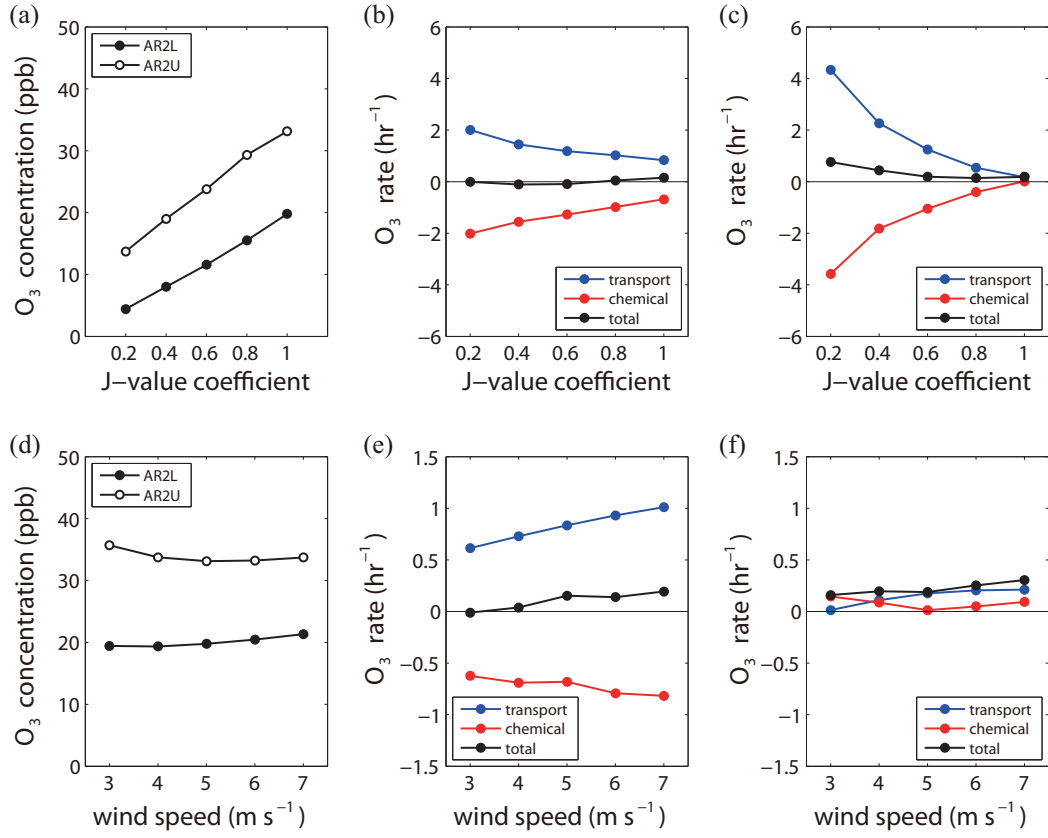 (a)
50
40
30
20
10
0
O₃ concentration (ppb)
AR2L
AR2U
0.2 0.4 0.6 0.8 1
J−value coefficient
(b)
6
4
2
0
−2
−4
−6
O₃ rate (hr⁻¹)
transport
chemical
total
0.2 0.4 0.6 0.8 1
J−value coefficient
(c)
6
4
2
0
−2
−4
−6
O₃ rate (hr⁻¹)
transport
chemical
total
0.2 0.4 0.6 0.8 1
J−value coefficient
(d)
50
40
30
20
10
0
O₃ concentration (ppb)
AR2L
AR2U
3 4 5 6 7
wind speed (m s⁻¹)
(e)
1.5
1
0.5
0
−0.5
−1
−1.5
O₃ rate (hr⁻¹)
transport
chemical
total
3 4 5 6 7
wind speed (m s⁻¹)
(f)
1.5
1
0.5
0
−0.5
−1
−1.5
O₃ rate (hr⁻¹)
transport
chemical
total
3 4 5 6 7
wind speed (m s⁻¹)